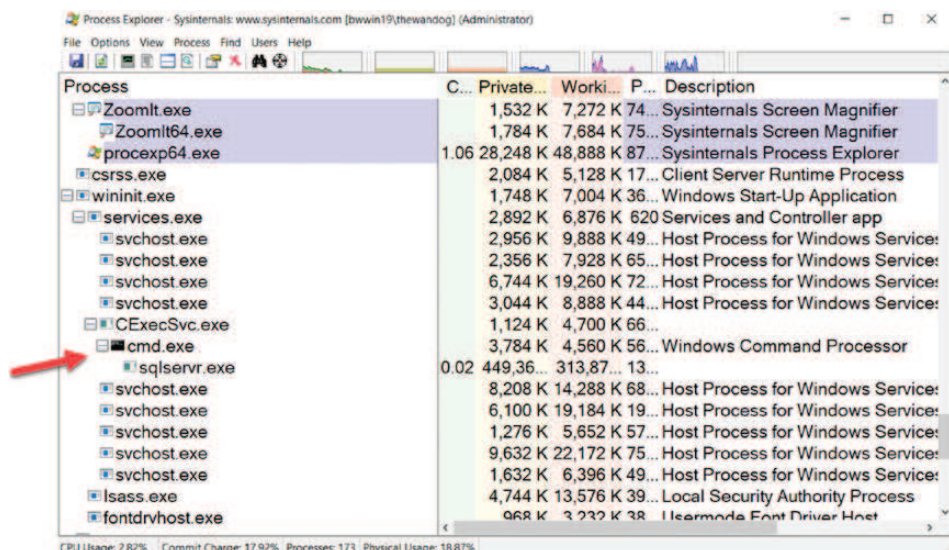 Process Explorer - Sysinternals: www.sysinternals.com [bwwin19\thewandog] (Administrator)
File Options View Process Find Users Help
Process C... Private... Worki... P... Description
ZoomIt.exe 1,532 K 7,272 K 74... Sysinternals Screen Magnifier
ZoomIt64.exe 1,784 K 7,684 K 75... Sysinternals Screen Magnifier
procexp64.exe 1.06 28,248 K 48,888 K 87... Sysinternals Process Explorer
csrss.exe 2,084 K 5,128 K 17... Client Server Runtime Process
wininit.exe 1,748 K 7,004 K 36... Windows Start-Up Application
services.exe 2,892 K 6,876 K 620 Services and Controller app
svchost.exe 2,956 K 9,888 K 49... Host Process for Windows Services
svchost.exe 2,356 K 7,928 K 65... Host Process for Windows Services
svchost.exe 6,744 K 19,260 K 72... Host Process for Windows Services
svchost.exe 3,044 K 8,888 K 44... Host Process for Windows Services
CExecSvc.exe 1,124 K 4,700 K 66...
cmd.exe 3,784 K 4,560 K 56... Windows Command Processor
sqlservr.exe 0.02 449,36... 313,87... 13...
svchost.exe 8,208 K 14,288 K 68... Host Process for Windows Services
svchost.exe 6,100 K 19,184 K 19... Host Process for Windows Services
svchost.exe 1,276 K 5,652 K 57... Host Process for Windows Services
svchost.exe 9,632 K 22,172 K 75... Host Process for Windows Services
svchost.exe 1,632 K 6,396 K 49... Host Process for Windows Services
lsass.exe 4,744 K 13,576 K 39... Local Security Authority Process
fontdrvhost.exe 968 K 3,232 K 38... Usermode Font Driver Host
CPU Usage: 2.82% Commit Charge: 17.92% Processes: 173 Physical Usage: 18.87%